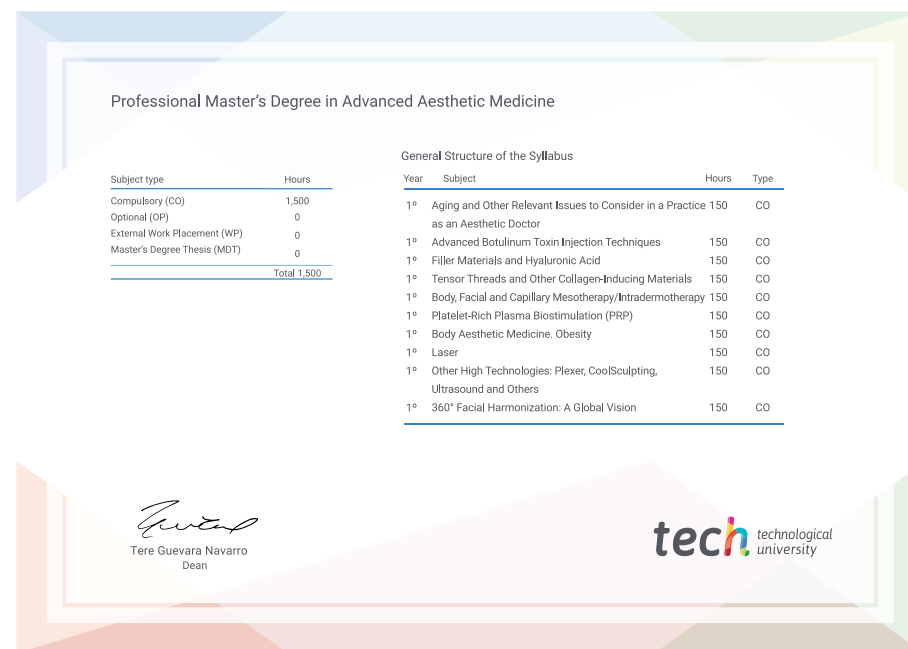 Professional Master's Degree in Advanced Aesthetic Medicine
General Structure of the Syllabus
Subject type Hours
Compulsory (CO) 1,500
Optional (OP) 0
External Work Placement (WP) 0
Master's Degree Thesis (MDT) 0
Total 1,500
Year Subject Hours Type
1º Aging and Other Relevant Issues to Consider in a Practice 150 CO
as an Aesthetic Doctor
1º Advanced Botulinum Toxin Injection Techniques 150 CO
1º Filler Materials and Hyaluronic Acid 150 CO
1º Tensor Threads and Other Collagen-Inducing Materials 150 CO
1º Body, Facial and Capillary Mesotherapy/Intradermotherapy 150 CO
1º Platelet-Rich Plasma Biostimulation (PRP) 150 CO
1º Body Aesthetic Medicine. Obesity 150 CO
1º Laser 150 CO
1º Other High Technologies: Plexer, CoolSculpting, 150 CO
Ultrasound and Others
1º 360° Facial Harmonization: A Global Vision 150 CO
Tere Guevara Navarro
Dean
tech technological
university